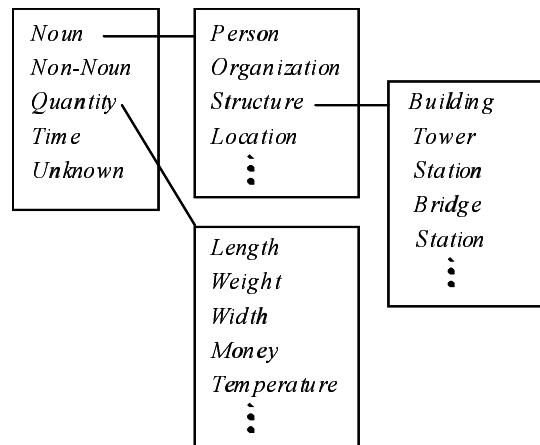 Noun
Non-Noun
Quantity
Time
Unknown
Person
Organization
Structure
Location
Building
Tower
Station
Bridge
Station
Length
Weight
Width
Money
Temperature